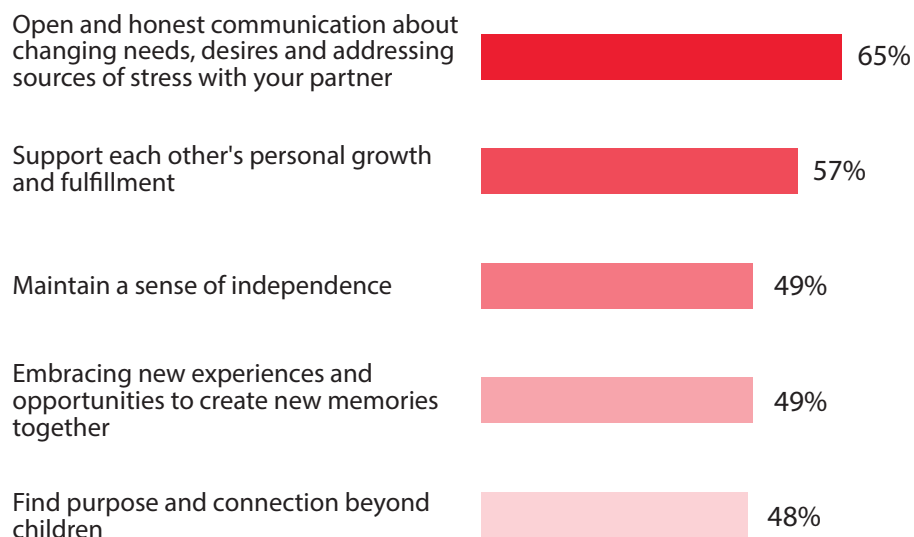 Open and honest communication about
changing needs, desires and addressing
sources of stress with your partner
65%
Support each other's personal growth
and fulfillment
57%
Maintain a sense of independence
49%
Embracing new experiences and
opportunities to create new memories
together
49%
Find purpose and connection beyond
children
48%